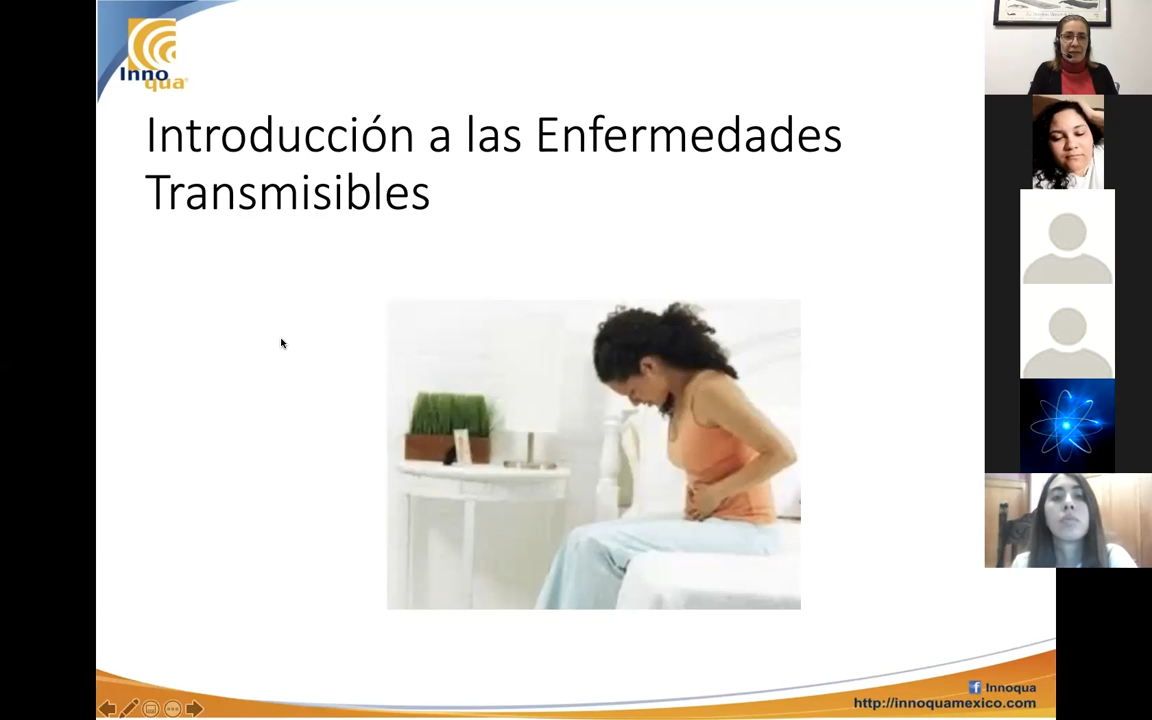 Inno
qua
Introducción a las Enfermedades
Transmisibles
Innoqua
http://innoquamexico.com